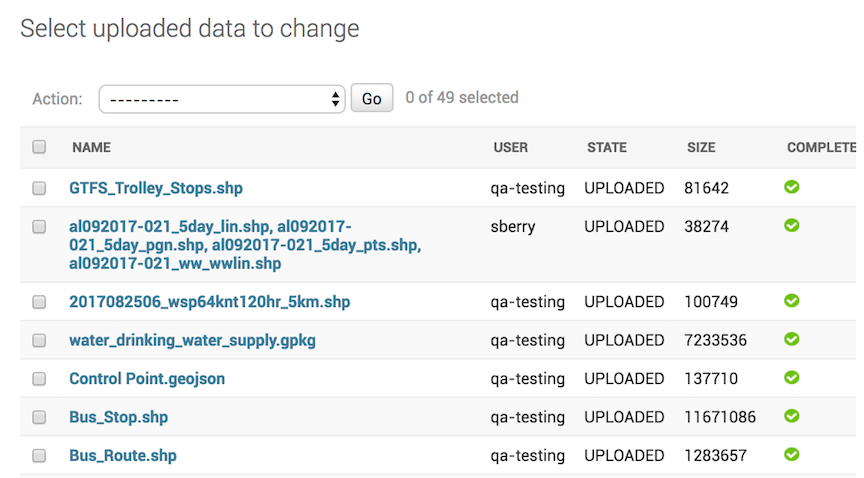 Select uploaded data to change
Action: --------- Go 0 of 49 selected
NAME USER STATE SIZE COMPLETE
GTFS_Trolley_Stops.shp qa-testing UPLOADED 81642
al092017-021_5day_lin.shp, al092017- sberry UPLOADED 38274
021_5day_pgn.shp, al092017-021_5day_pts.shp,
al092017-021_ww_wwlin.shp
2017082506_wsp64knt120hr_5km.shp qa-testing UPLOADED 100749
water_drinking_water_supply.gpkg qa-testing UPLOADED 7233536
Control Point.geojson qa-testing UPLOADED 137710
Bus_Stop.shp qa-testing UPLOADED 11671086
Bus_Route.shp qa-testing UPLOADED 1283657